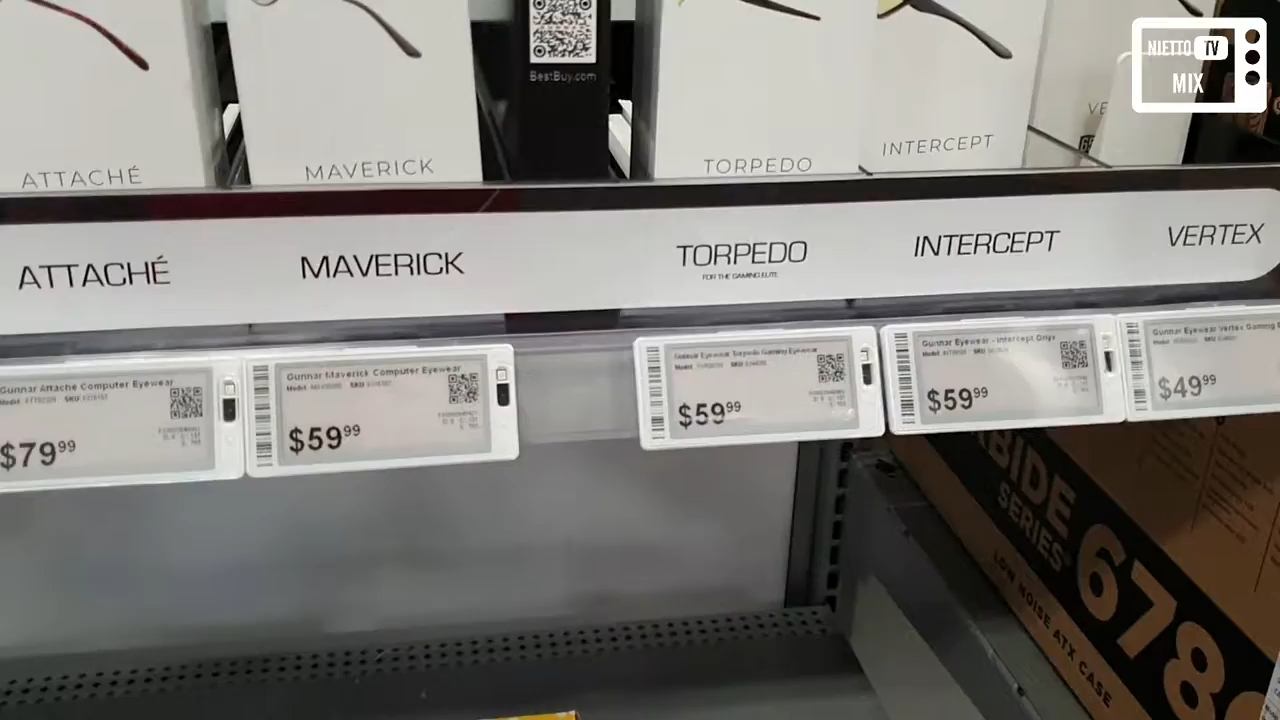 NIETTO TV
MIX
BestBuy.com
ATTACHÉ
MAVERICK
TORPEDO
INTERCEPT
VE
ATTACHÉ
MAVERICK
TORPEDO
FOR THE GAMING ELITE
INTERCEPT
VERTEX
Gunnar Attache Computer Eyewear
$79.99
Gunnar Maverick Computer Eyewear
$59.99
Gunnar Eyewear Torpedo Gaming Eyewear
$59.99
Gunnar Eyewear - Intercept Onyx
$59.99
Gunnar Eyewear Vertex Gaming
$49.99
BIDE
SERIES
678
LOW NOISE ATX CASE